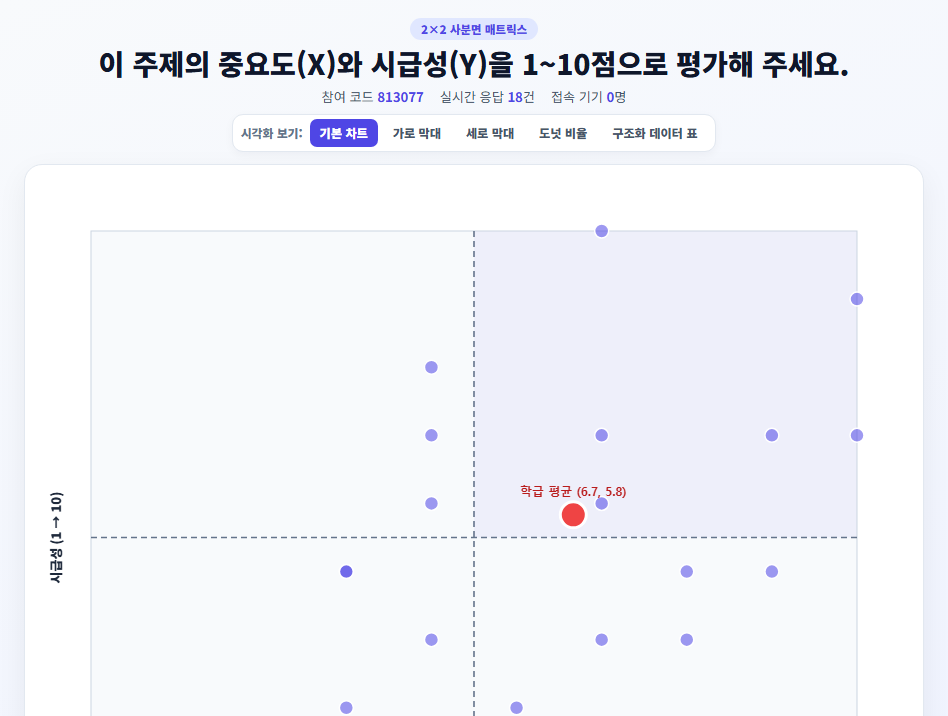 2×2 사분면 매트릭스
이 주제의 중요도(X)와 시급성(Y)을 1~10점으로 평가해 주세요.
참여 코드 813077 실시간 응답 18건 접속 기기 0명
시각화 보기: 기본 차트 가로 막대 세로 막대 도넛 비율 구조화 데이터 표
학급 평균 (6.7, 5.8)
시급성 (1 → 10)